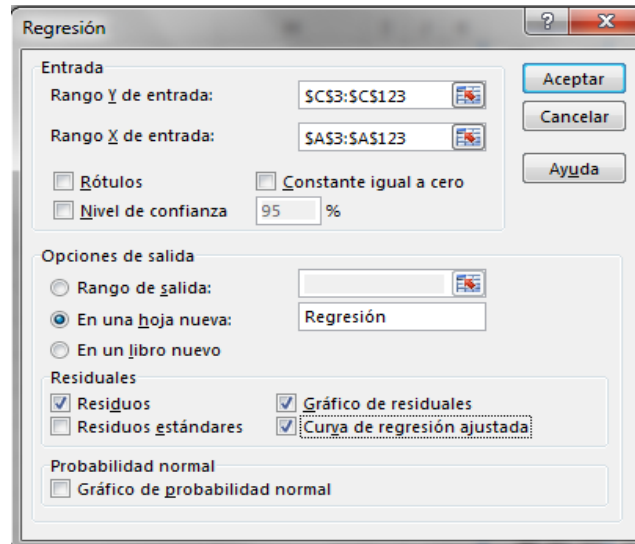 Regresión
Entrada
Rango Y de entrada: $C$3:$C$123
Rango X de entrada: $A$3:$A$123
Rótulos Constante igual a cero
Nivel de confianza 95 %
Aceptar
Cancelar
Ayuda
Opciones de salida
Rango de salida:
En una hoja nueva: Regresión
En un libro nuevo
Residuales
Residuos Gráfico de residuales
Residuos estándares Curva de regresión ajustada
Probabilidad normal
Gráfico de probabilidad normal